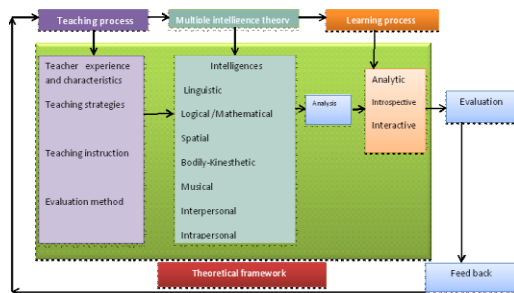 Teaching process
Multiple intelligence theory
Learning process
Teacher experience
and characteristics
Teaching strategies
Teaching instruction
Evaluation method
Intelligences
Linguistic
Logical /Mathematical
Spatial
Bodily-Kinesthetic
Musical
Interpersonal
Intrapersonal
Analysis
Analytic
Introspective
Interactive
Evaluation
Theoretical framework
Feed back